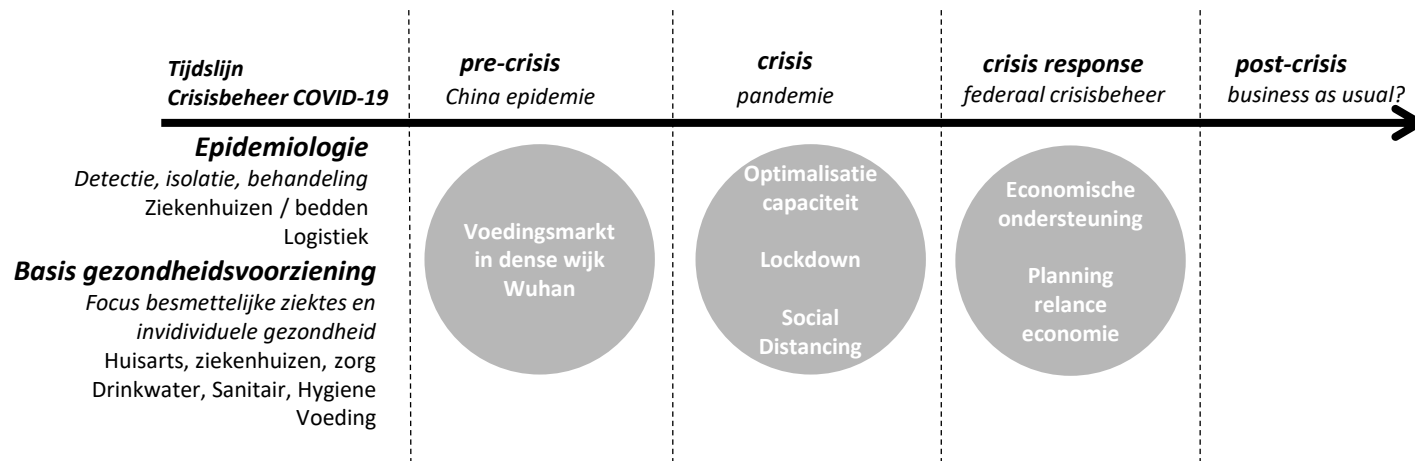 Tijdslijn
Crisisbeheer COVID-19
pre-crisis
China epidemie
crisis
pandemie
crisis response
federaal crisisbeheer
post-crisis
business as usual?
Epidemiologie
Detectie, isolatie, behandeling
Ziekenhuizen / bedden
Logistiek
Basis gezondheidsvoorziening
Focus besmettelijke ziektes en
invidividuele gezondheid
Huisarts, ziekenhuizen, zorg
Drinkwater, Sanitair, Hygiene
Voeding
Voedingsmarkt
in dense wijk
Wuhan
Optimalisatie
capaciteit
Lockdown
Social
Distancing
Economische
ondersteuning
Planning
relance
economie